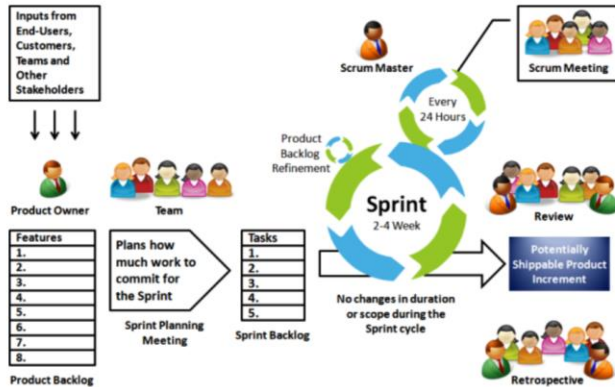 Inputs from
End-Users,
Customers,
Teams and
Other
Stakeholders
Product Owner
Team
Scrum Master
Every
24 Hours
Scrum Meeting
Product
Backlog
Refinement
Sprint
2-4 Week
Review
Features
1.
2.
3.
4.
5.
6.
7.
8.
Product Backlog
Plans how
much work to
commit for
the Sprint
Sprint Planning
Meeting
Tasks
1.
2.
3.
4.
5.
Sprint Backlog
No changes in duration
or scope during the
Sprint cycle
Potentially
Shippable Product
Increment
Retrospective